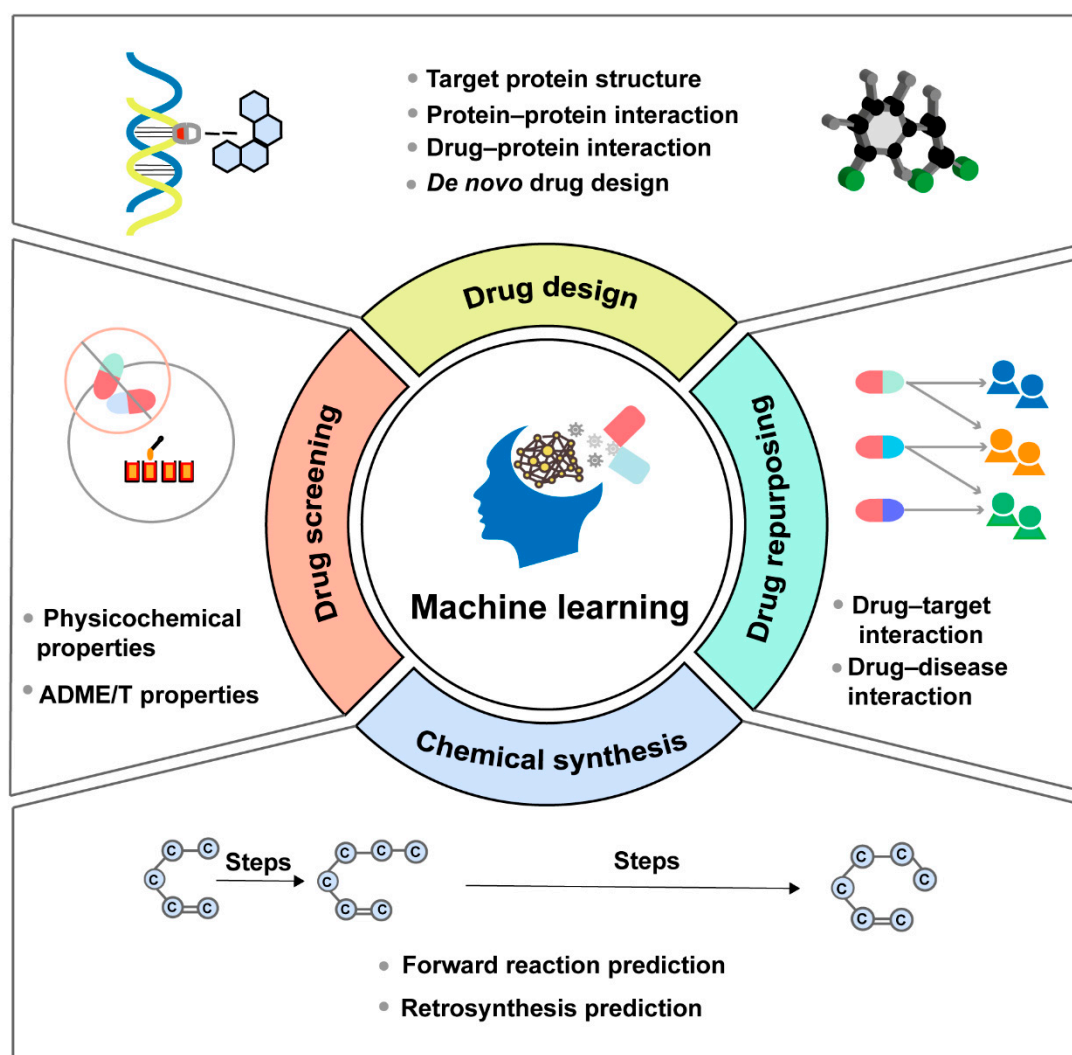 Target protein structure
Protein–protein interaction
Drug–protein interaction
De novo drug design
Drug design
Drug screening
Drug repurposing
Machine learning
Chemical synthesis
Physicochemical
properties
ADME/T properties
Drug–target
interaction
Drug–disease
interaction
C C
C
C C
Steps
C C C
C
C C
Steps
C C
C C
C C
Forward reaction prediction
Retrosynthesis prediction